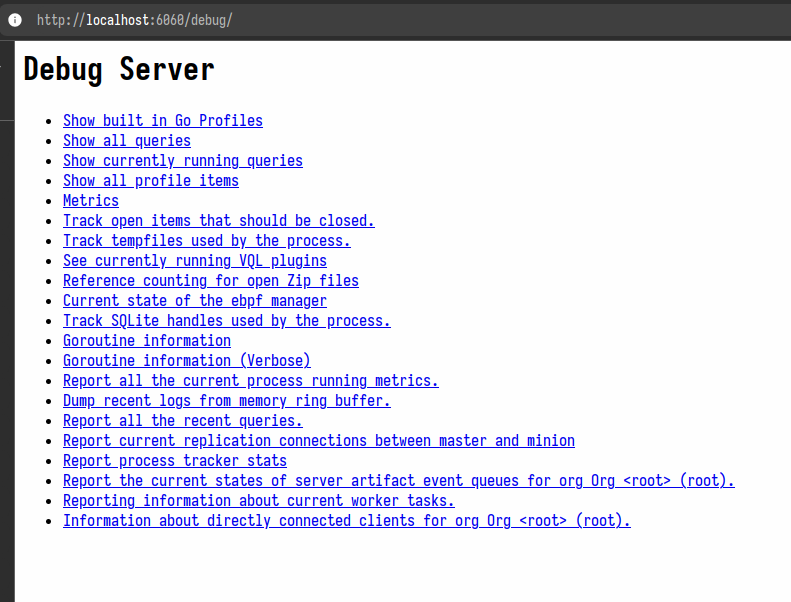 http://localhost:6060/debug/
Debug Server
Show built in Go Profiles
Show all queries
Show currently running queries
Show all profile items
Metrics
Track open items that should be closed.
Track tempfiles used by the process.
See currently running VQL plugins
Reference counting for open Zip files
Current state of the ebpf manager
Track SQLite handles used by the process.
Goroutine information
Goroutine information (Verbose)
Report all the current process running metrics.
Dump recent logs from memory ring buffer.
Report all the recent queries.
Report current replication connections between master and minion
Report process tracker stats
Report the current states of server artifact event queues for org Org <root> (root).
Reporting information about current worker tasks.
Information about directly connected clients for org Org <root> (root).